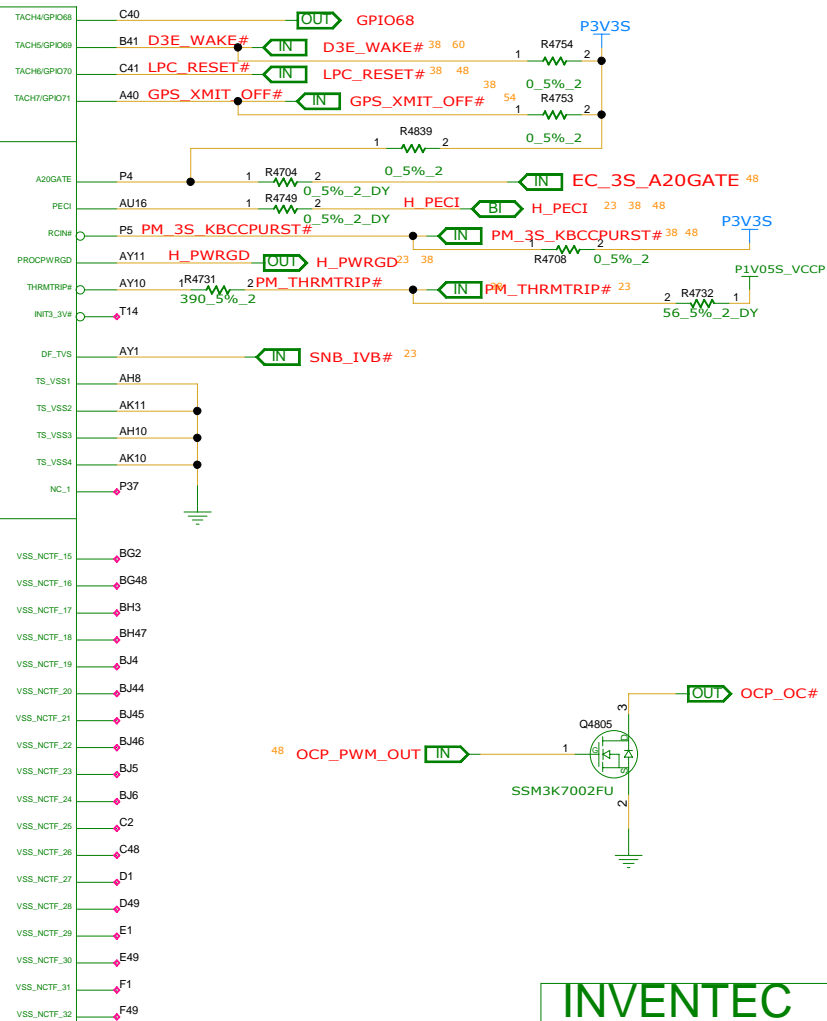 TACH4/GPIO68 C40 OUT GPIO68
P3V3S
TACH5/GPIO69 B41 D3E_WAKE# IN D3E_WAKE# 38 60 1 R4754 2
0_5%_2
TACH6/GPIO70 C41 LPC_RESET# IN LPC_RESET# 38 48
38
TACH7/GPIO71 A40 GPS_XMIT_OFF# IN GPS_XMIT_OFF# 54 1 R4753 2
0_5%_2
1 R4839 2
0_5%_2
A20GATE P4 1 R4704 2 IN EC_3S_A20GATE 48
0_5%_2_DY
PECI AU16 1 R4749 2 H_PECI BI H_PECI 23 38 48
0_5%_2_DY
P3V3S
RCIN# P5 PM_3S_KBCCPURST# IN PM_3S_KBCCPURST# 38 48
1 R4708 2 0_5%_2
PROCPWRGD AY11 H_PWRGD OUT H_PWRGD 23 38
P1V05S_VCCP
THRMTRIP# AY10 1 R4731 2 PM_THRMTRIP# IN PM_THRMTRIP# 23
390_5%_2
2 R4732 1
56_5%_2_DY
INIT3_3V# T14
DF_TVS AY1 IN SNB_IVB# 23
TS_VSS1 AH8
TS_VSS2 AK11
TS_VSS3 AH10
TS_VSS4 AK10
NC_1 P37
VSS_NCTF_15 BG2
VSS_NCTF_16 BG48
VSS_NCTF_17 BH3
VSS_NCTF_18 BH47
VSS_NCTF_19 BJ4
VSS_NCTF_20 BJ44
VSS_NCTF_21 BJ45
VSS_NCTF_22 BJ46
VSS_NCTF_23 BJ5
VSS_NCTF_24 BJ6
VSS_NCTF_25 C2
VSS_NCTF_26 C48
VSS_NCTF_27 D1
VSS_NCTF_28 D49
VSS_NCTF_29 E1
VSS_NCTF_30 E49
VSS_NCTF_31 F1
VSS_NCTF_32 F49
OUT OCP_OC#
3
Q4805
D
48 OCP_PWM_OUT IN 1 G
S
SSM3K7002FU
2
INVENTEC